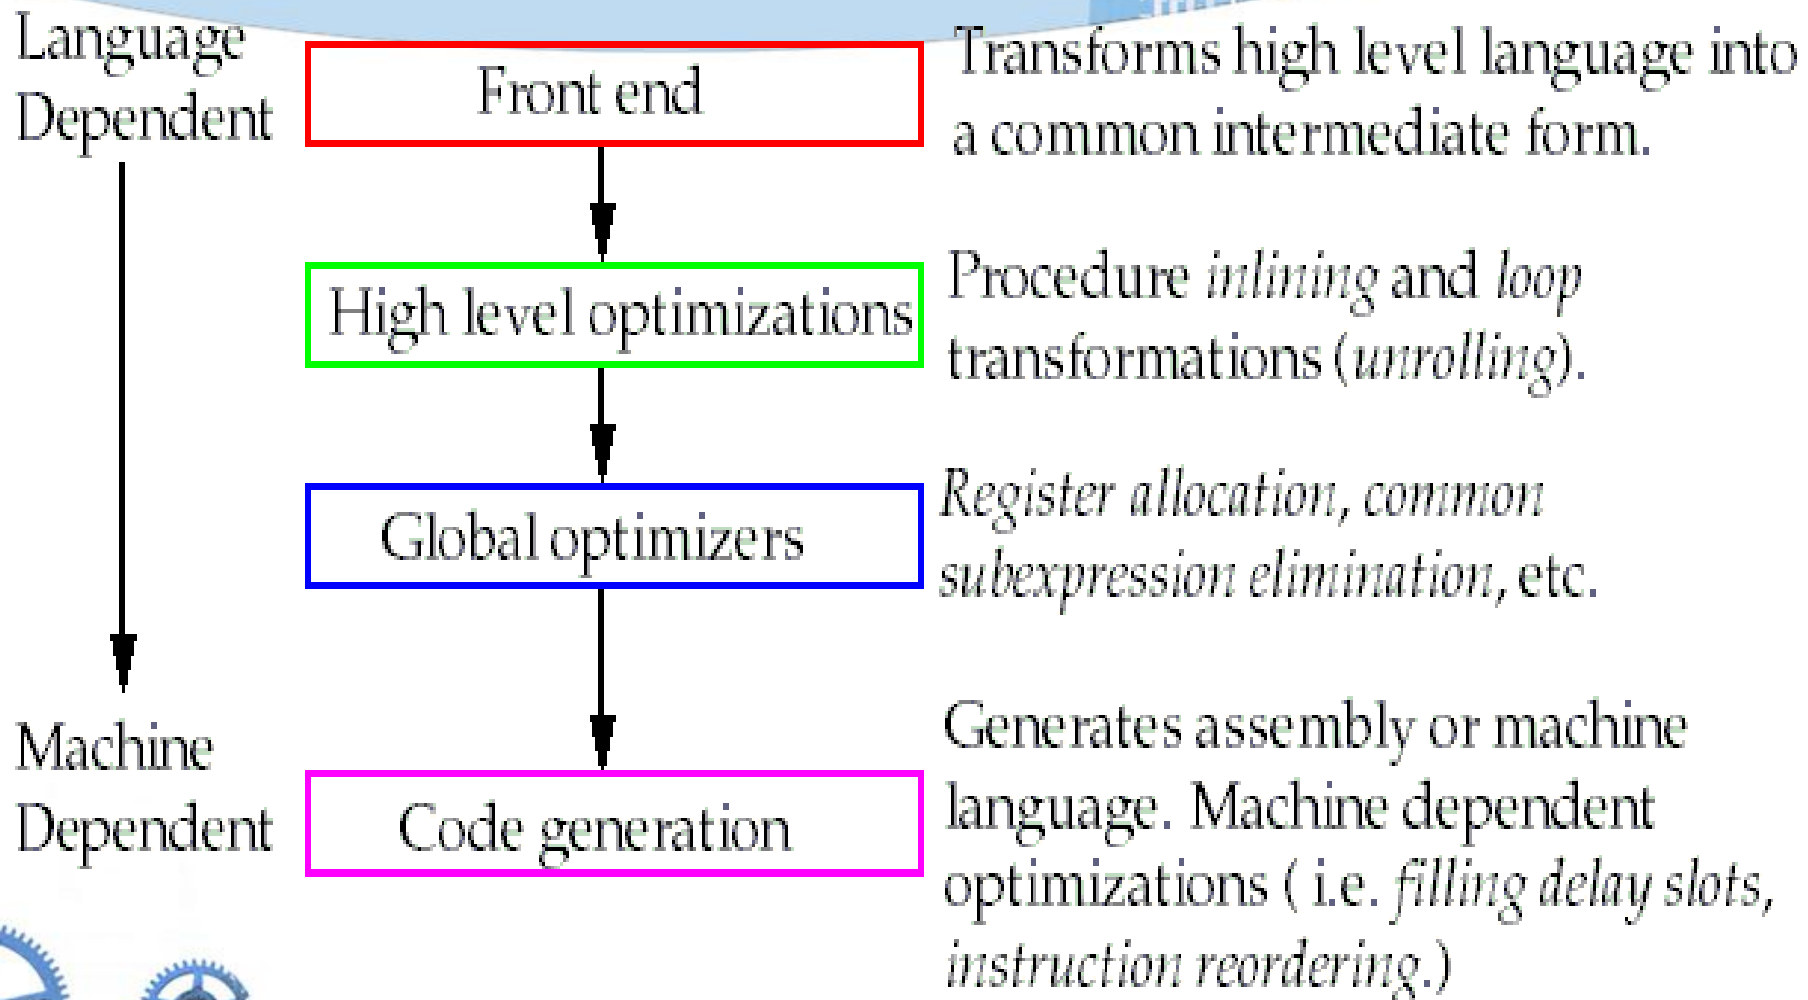 Language
Dependent
Front end
Transforms high level language into
a common intermediate form.
High level optimizations
Procedure inlining and loop
transformations (unrolling).
Global optimizers
Register allocation, common
subexpression elimination, etc.
Machine
Dependent
Code generation
Generates assembly or machine
language. Machine dependent
optimizations ( i.e. filling delay slots,
instruction reordering.)